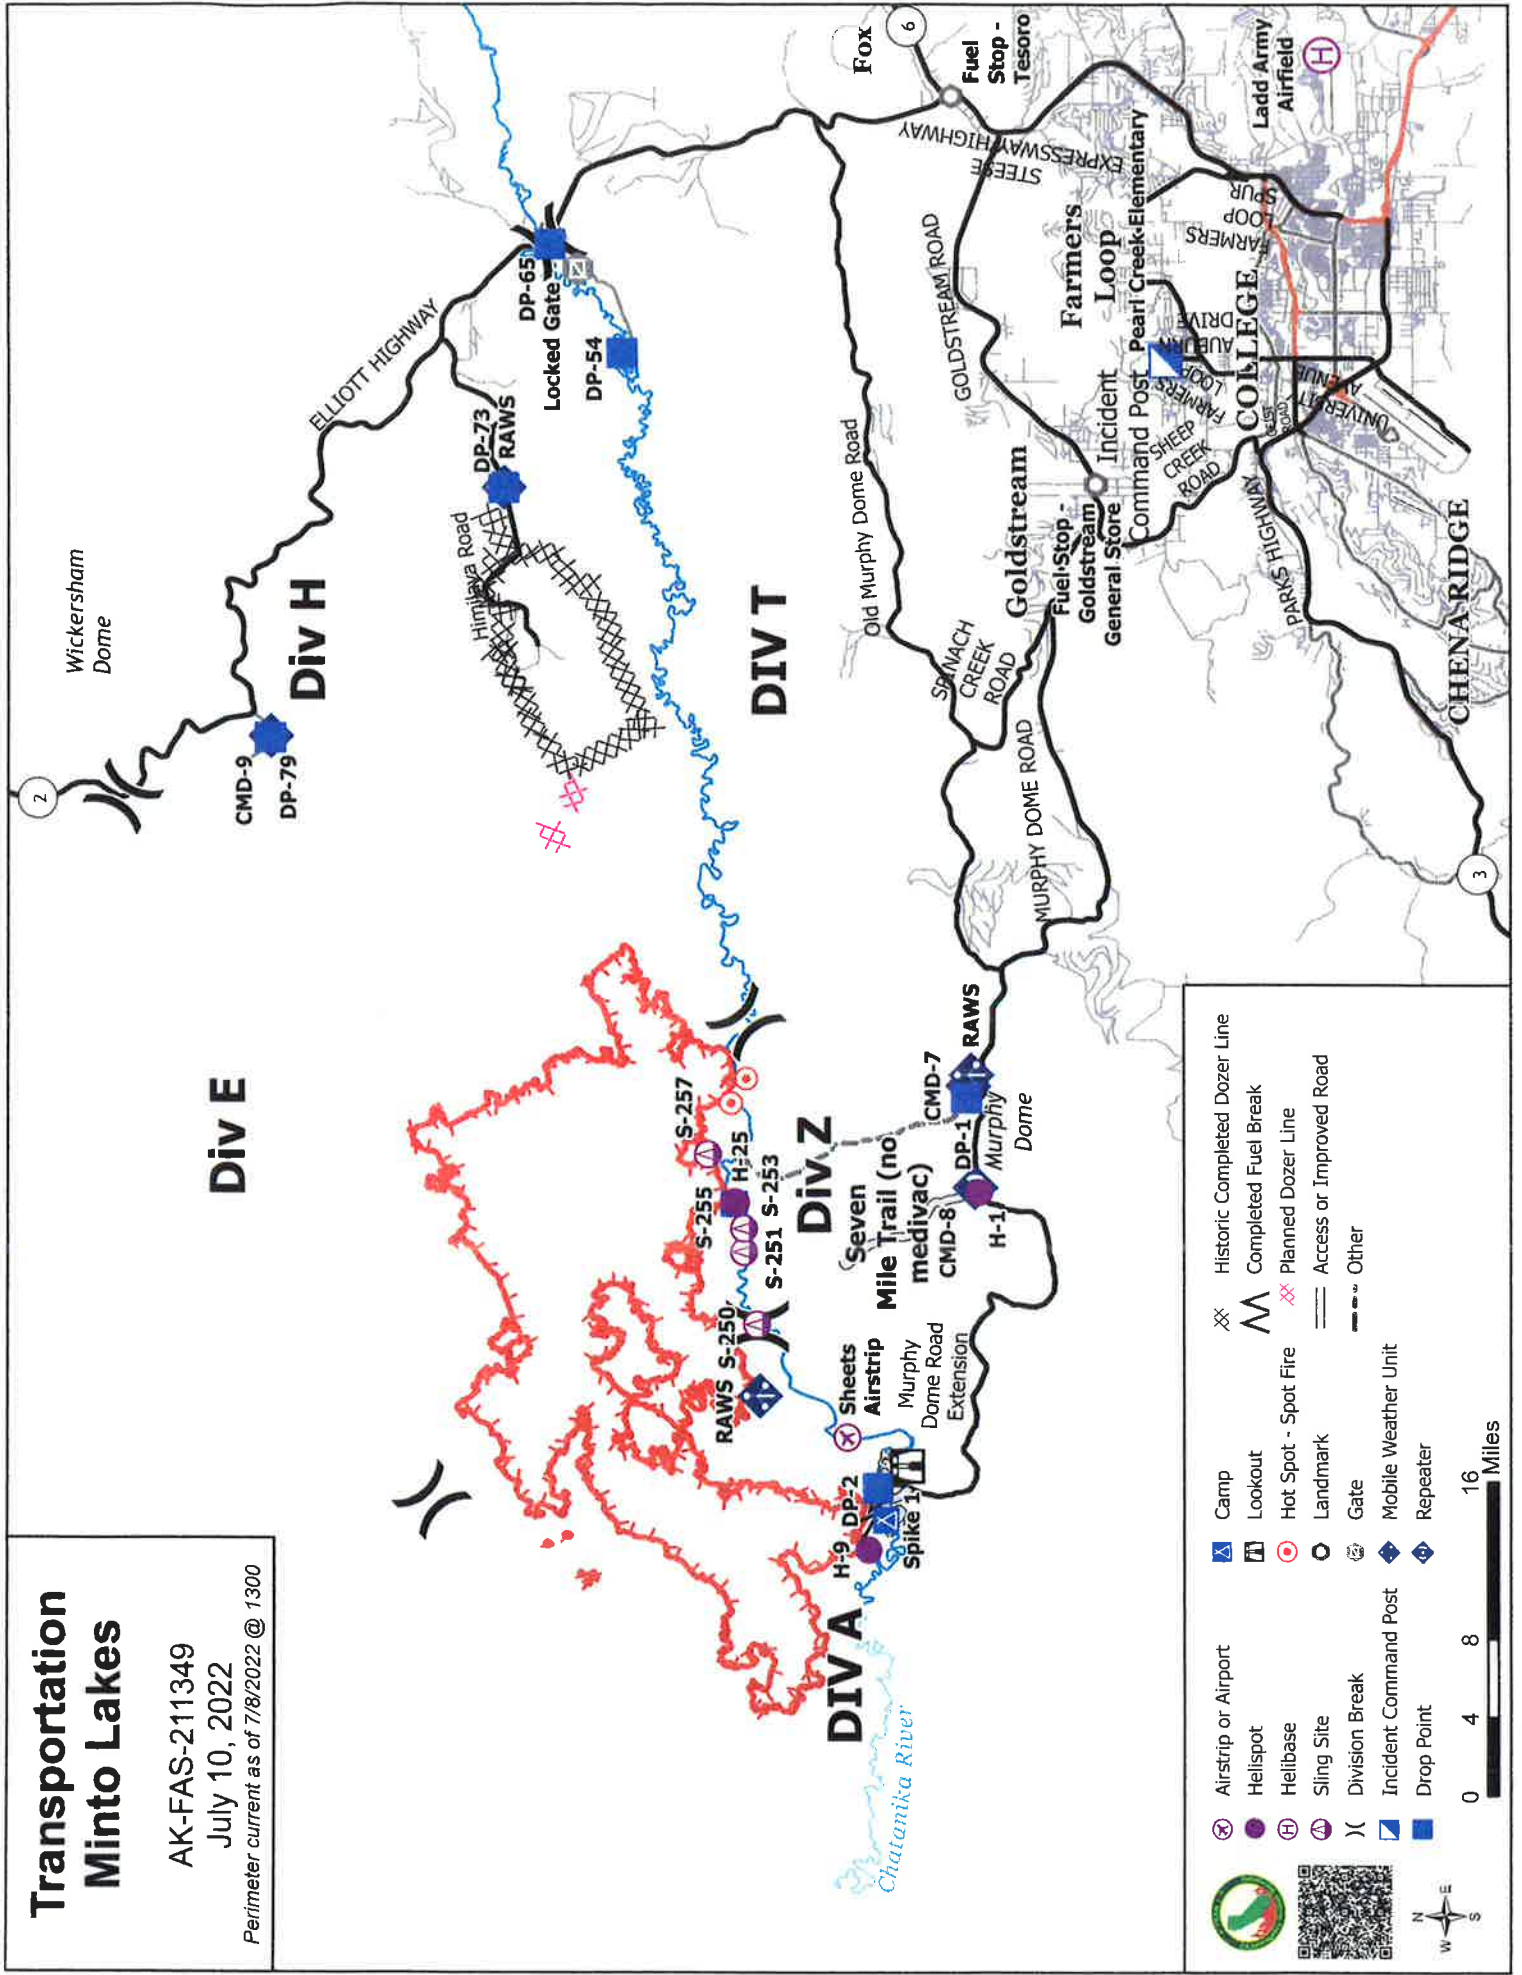 Transportation
Minto Lakes
AK-FAS-211349
July 10, 2022
Perimeter current as of 7/8/2022 @ 1300
2
Wickersham
Dome
CMD-9
DP-79
Div H
Div E
ELLIOTT HIGHWAY
DP-73
RAWS
Himilaya Road
DP-65
Locked Gate
DP-54
DIV T
Fox
6
Fuel
Stop -
Tesoro
STEESE
EXPRESSWAY
HIGHWAY
Old Murphy Dome Road
GOLDSTREAM ROAD
Farmers
Loop
Goldstream
Fuel Stop -
Goldstream
General Store
Incident
Command Post
Pearl Creek Elementary
Ladd Army
Airfield
FARMERS
LOOP
SPUR
AUBURN
DRIVE
FARMERS
LOOP
COLLEGE
SHEEP
CREEK
ROAD
GEIST
ROAD
UNIVERSITY
AVENUE
PARKS HIGHWAY
CHENA RIDGE
3
SPINACH
CREEK
ROAD
MURPHY DOME ROAD
S-257
H-25
S-255
S-253
S-251
S-250
RAWS
Div Z
Seven
Mile Trail (no
medivac)
CMD-7
RAWS
DP-1
Murphy
Dome
CMD-8
H-1
Sheets
Airstrip
Murphy
Dome Road
Extension
DP-2
H-9
Spike 1
DIV A
Chatanika River
Airstrip or Airport
Helispot
Helibase
Sling Site
Division Break
Incident Command Post
Drop Point
Camp
Lookout
Hot Spot - Spot Fire
Landmark
Gate
Mobile Weather Unit
Repeater
Historic Completed Dozer Line
Completed Fuel Break
Planned Dozer Line
Access or Improved Road
Other
N
W E
S
0 4 8 16
Miles